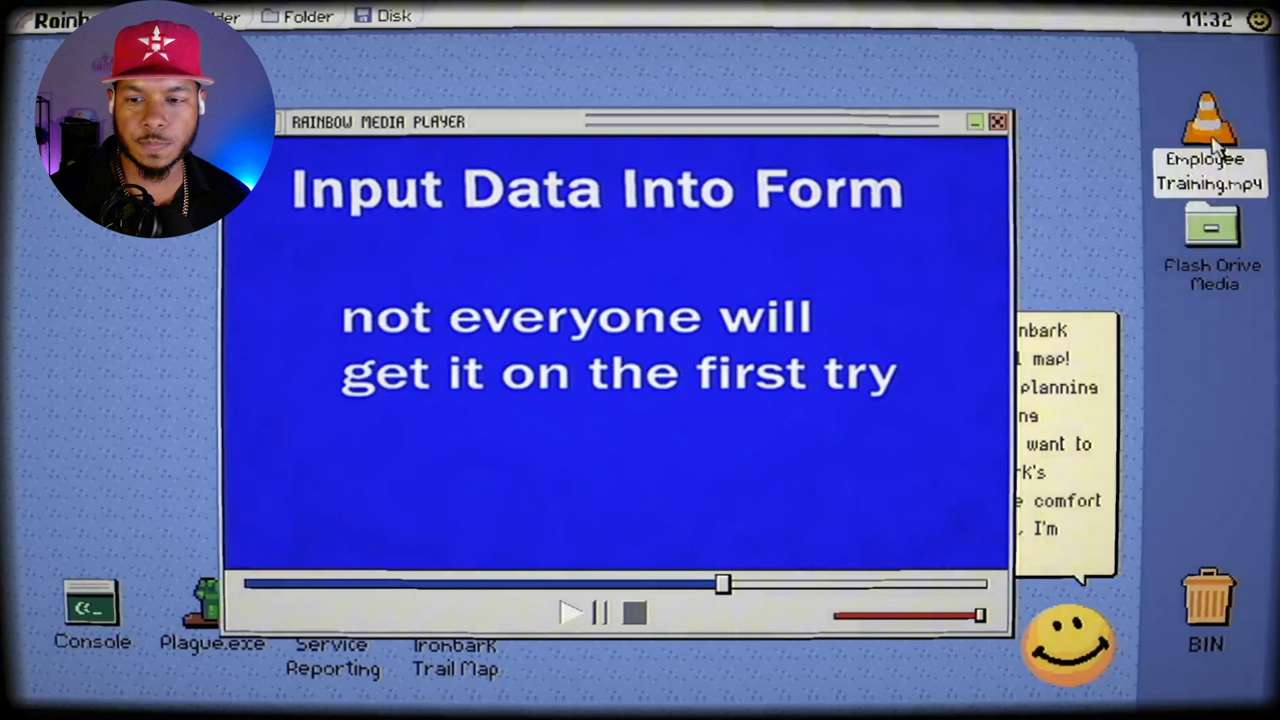 Folder
Disk
11:32
RAINBOW MEDIA PLAYER
Input Data Into Form
not everyone will
get it on the first try
Employee
Training.mp4
Flash Drive
Media
map!
planning
want to
comfort
I'm
Console
Plague.exe
Service
Reporting
Ironbark
Trail Map
BIN